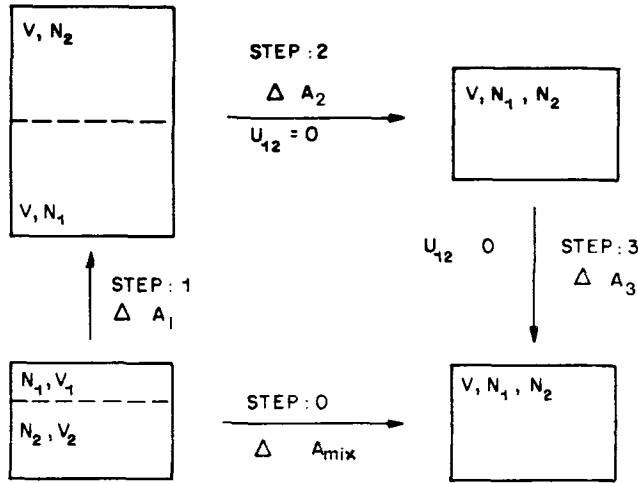 V, N₂
V, N₁
STEP : 2
Δ A₂
U₁₂ = 0
V, N₁ , N₂
STEP : 1
Δ A₁
U₁₂ 0
STEP : 3
Δ A₃
N₁, V₁
N₂, V₂
STEP : 0
Δ Aₘᵢₓ
V, N₁ , N₂